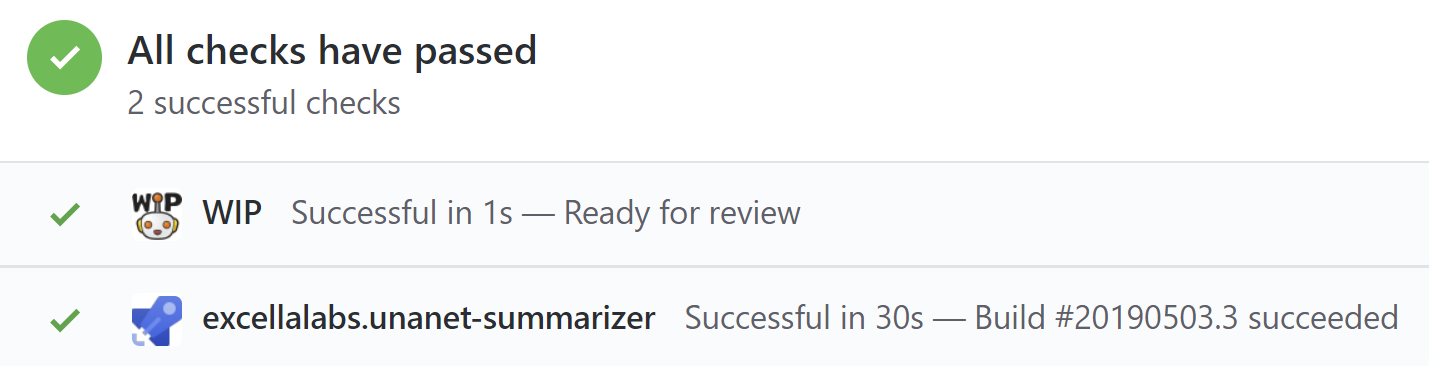 All checks have passed
2 successful checks
WIP WIP Successful in 1s — Ready for review
excellalabs.unanet-summarizer Successful in 30s — Build #20190503.3 succeeded